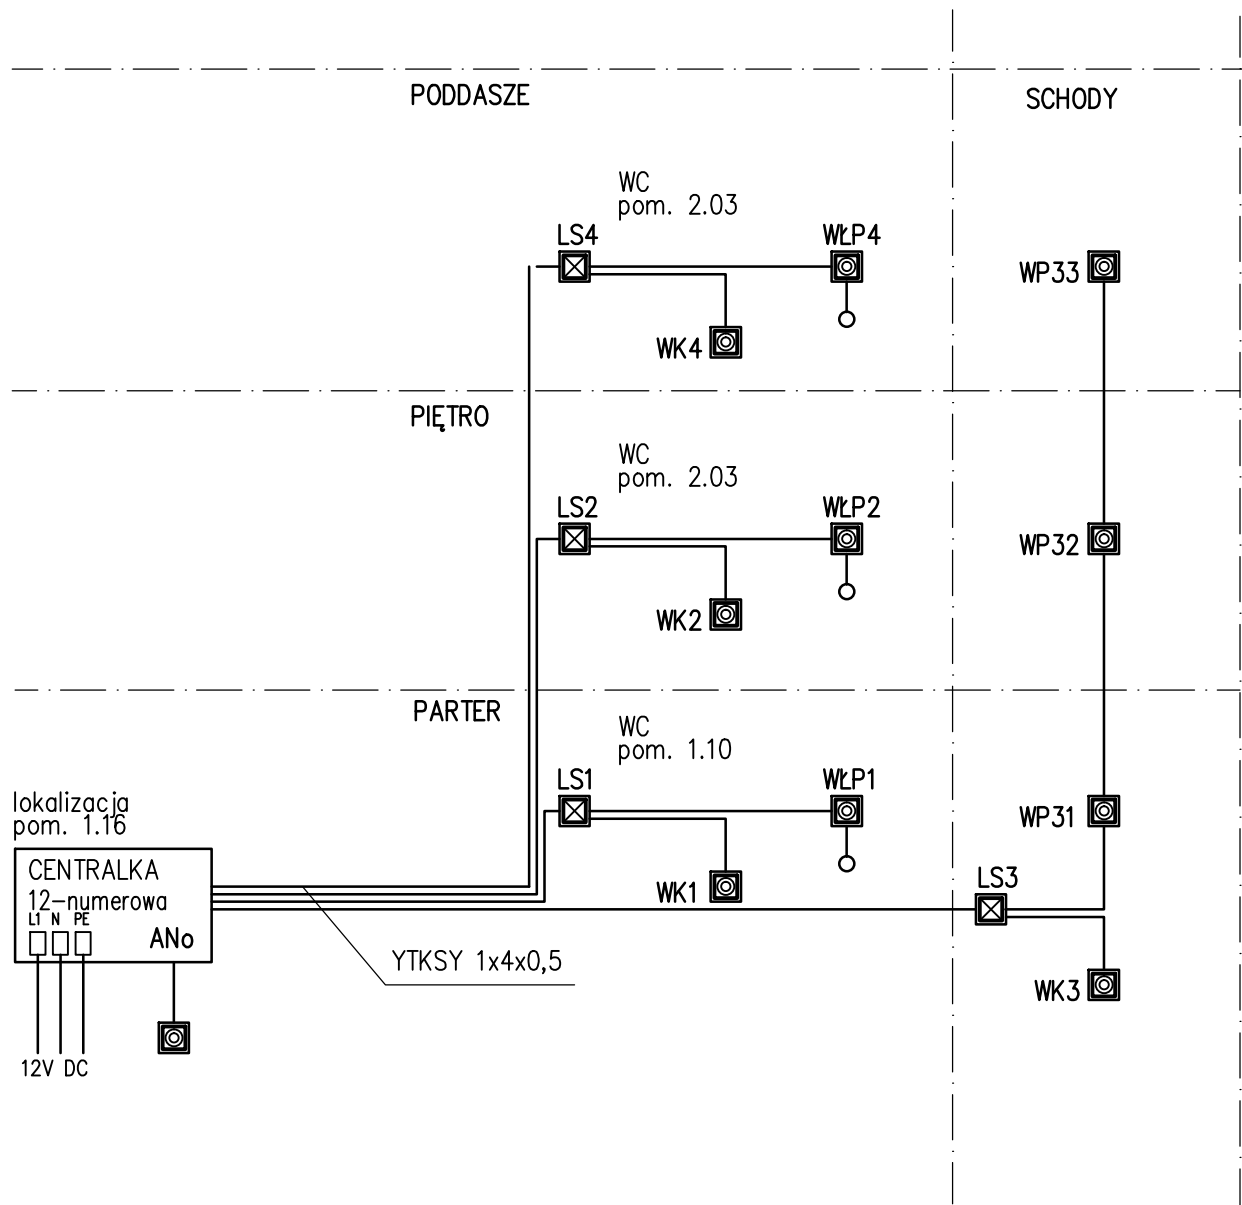 PODDASZE
SCHODY
WC
pom. 2.03
LS4
WŁP4
WP33
WK4
PIĘTRO
WC
pom. 2.03
LS2
WŁP2
WP32
WK2
PARTER
WC
pom. 1.10
LS1
WŁP1
WP31
lokalizacja
pom. 1.16
CENTRALKA
12-numerowa
L1 N PE
ANo
WK1
LS3
YTKSY 1x4x0,5
WK3
12V DC